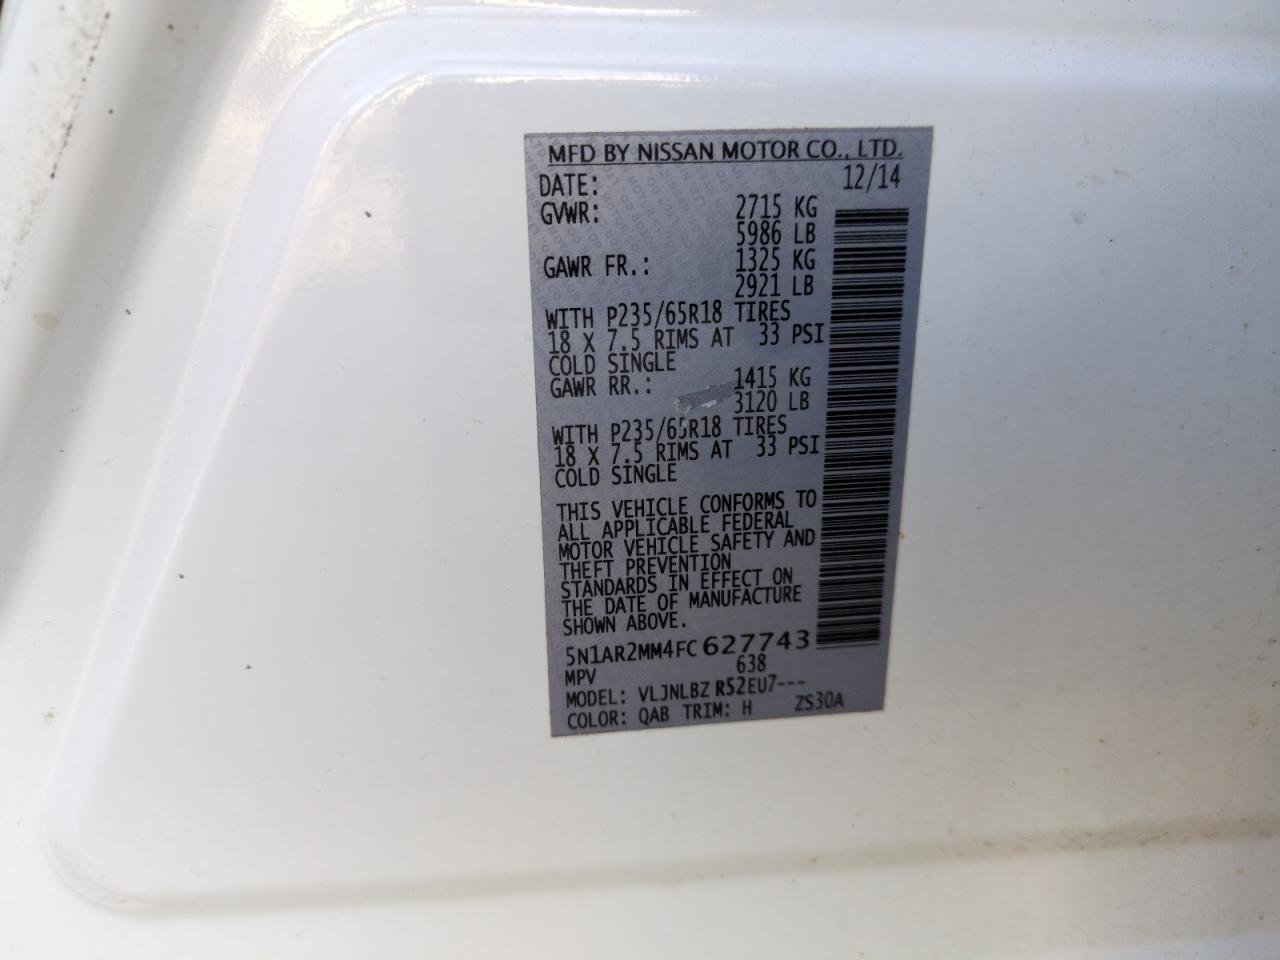 MFD BY NISSAN MOTOR CO., LTD.
DATE: 12/14
GVWR: 2715 KG
5986 LB
GAWR FR.: 1325 KG
2921 LB
WITH P235/65R18 TIRES
18 X 7.5 RIMS AT 33 PSI
COLD SINGLE
GAWR RR.: 1415 KG
3120 LB
WITH P235/65R18 TIRES
18 X 7.5 RIMS AT 33 PSI
COLD SINGLE
THIS VEHICLE CONFORMS TO
ALL APPLICABLE FEDERAL
MOTOR VEHICLE SAFETY AND
THEFT PREVENTION
STANDARDS IN EFFECT ON
THE DATE OF MANUFACTURE
SHOWN ABOVE.
5N1AR2MM4FC627743
MPV 638
MODEL: VLJNLBZ R52EU7---
COLOR: QAB TRIM: H ZS30A